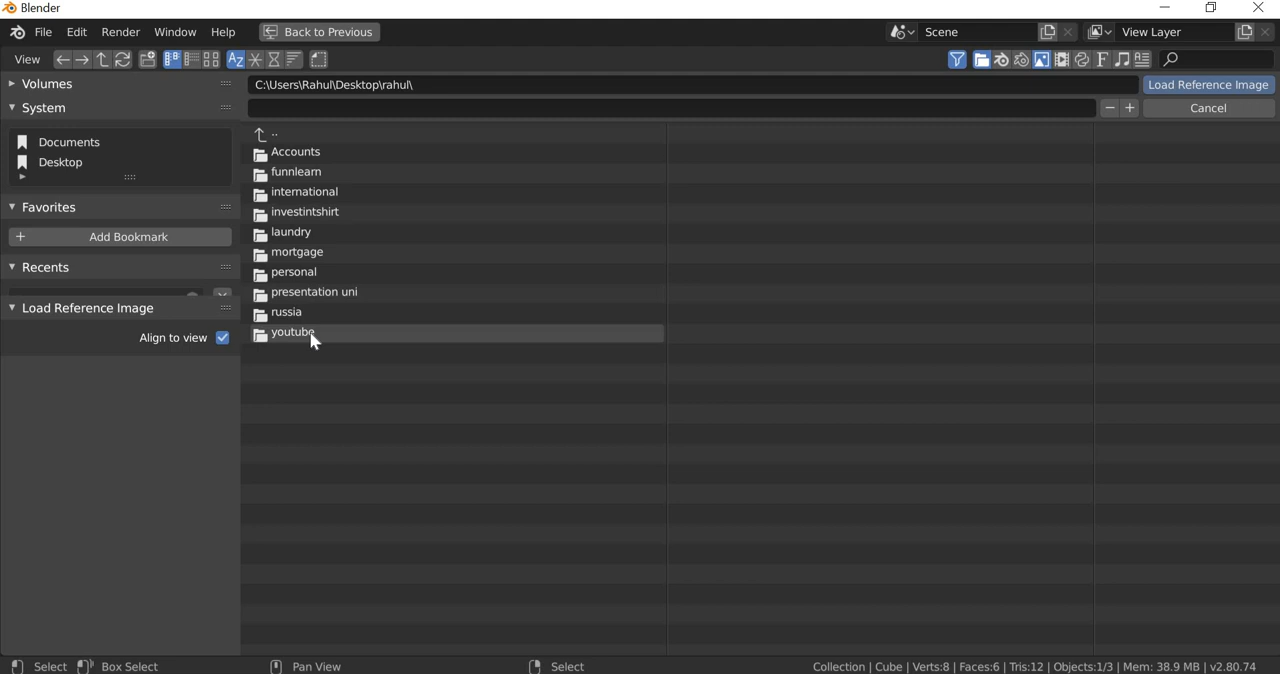 Blender
File Edit Render Window Help Back to Previous Scene View Layer
View
Volumes
C:\Users\Rahul\Desktop\rahul\ Load Reference Image
System
Cancel
Documents
Desktop
Favorites
Add Bookmark
Recents
Load Reference Image
Align to view
..
Accounts
funnlearn
international
investintshirt
laundry
mortgage
personal
presentation uni
russia
youtube
Select Box Select Pan View Select Collection | Cube | Verts:8 | Faces:6 | Tris:12 | Objects:1/3 | Mem: 38.9 MB | v2.80.74